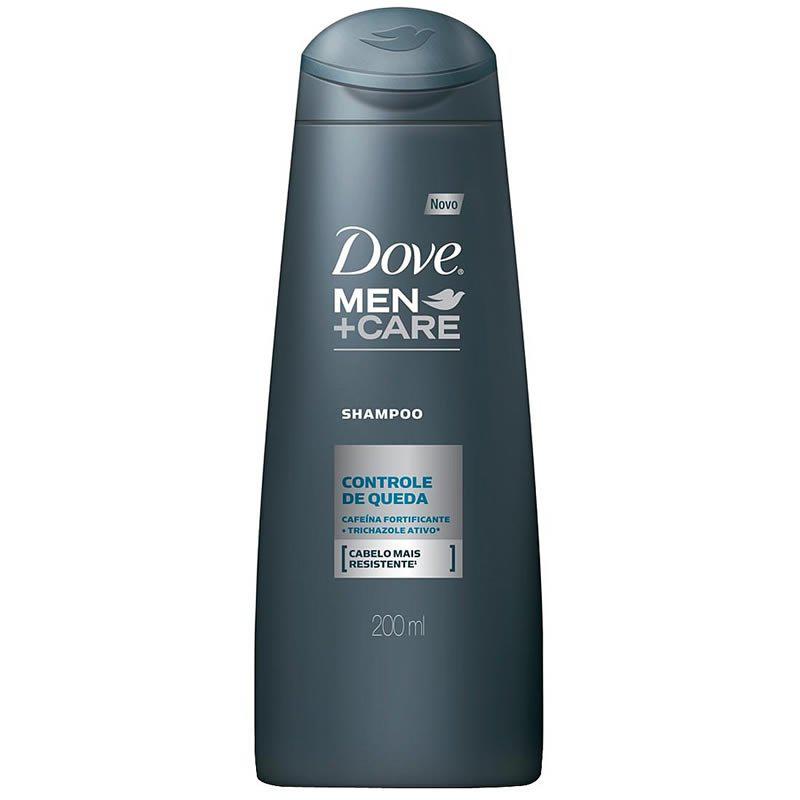 Novo
Dove®
MEN
+CARE
SHAMPOO
CONTROLE
DE QUEDA
CAFEÍNA FORTIFICANTE
• TRICHAZOLE ATIVO*
[CABELO MAIS
RESISTENTE¹]
200 ml